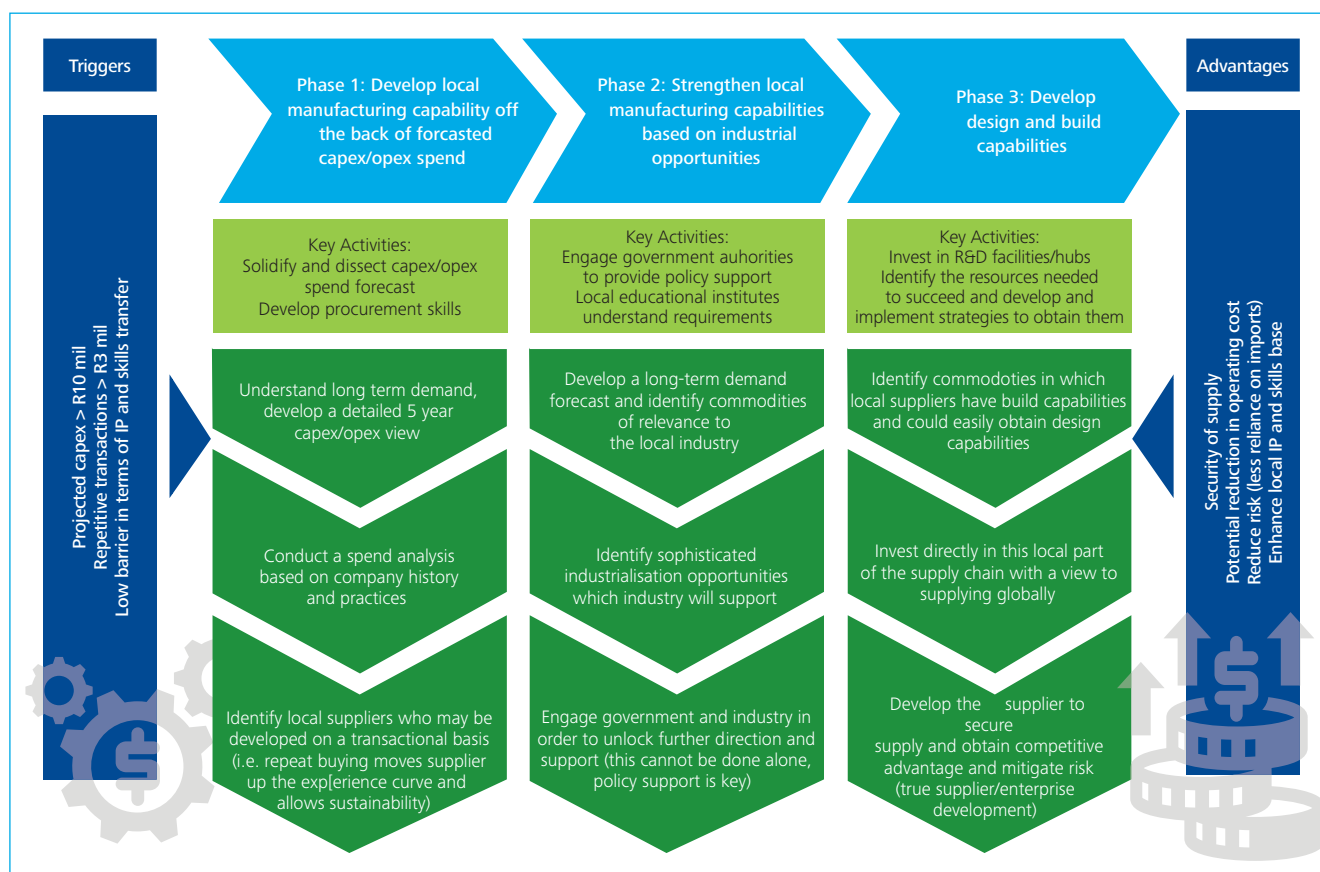 Triggers
Projected capex > R10 mil
Repetitive transactions > R3 mil
Low barrier in terms of IP and skills transfer
Phase 1: Develop local
manufacturing capability off
the back of forcasted
capex/opex spend
Key Activities:
Solidify and dissect capex/opex
spend forecast
Develop procurement skills
Understand long term demand,
develop a detailed 5 year
capex/opex view
Conduct a spend analysis
based on company history
and practices
Identify local suppliers who may be
developed on a transactional basis
(i.e. repeat buying moves supplier
up the exp[erience curve and
allows sustainability)
Phase 2: Strengthen local
manufacturing capabilities
based on industrial
opportunities
Key Activities:
Engage government auhorities
to provide policy support
Local educational institutes
understand requirements
Develop a long-term demand
forecast and identify commodities
of relevance to
the local industry
Identify sophisticated
industrialisation opportunities
which industry will support
Engage government and industry in
order to unlock further direction and
support (this cannot be done alone,
policy support is key)
Phase 3: Develop
design and build
capabilities
Key Activities:
Invest in R&D facilities/hubs
Identify the resources needed
to succeed and develop and
implement strategies to obtain them
Identify commodoties in which
local suppliers have build capabilities
and could easily obtain design
capabilities
Invest directly in this local part
of the supply chain with a view to
supplying globally
Develop the supplier to
secure
supply and obtain competitive
advantage and mitigate risk
(true supplier/enterprise
development)
Advantages
Security of supply
Potential reduction in operating cost
Reduce risk (less reliance on imports)
Enhance local IP and skills base
$
$